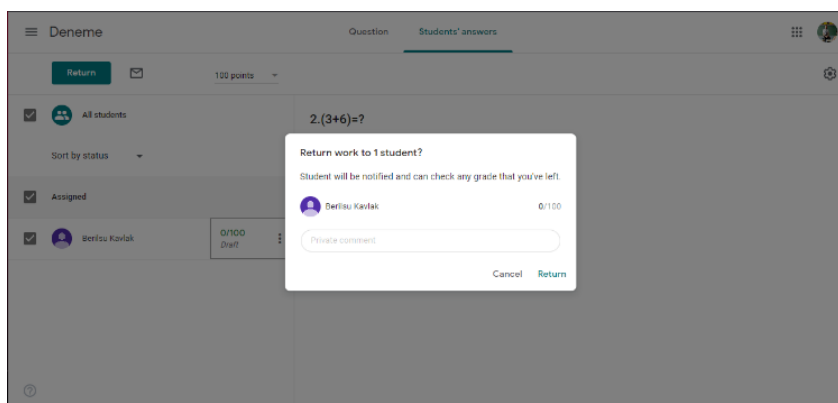 Deneme
Question
Students' answers
Return
100 points
All students
2.(3+6)=?
Sort by status
Return work to 1 student?
Student will be notified and can check any grade that you've left.
Assigned
Berilsu Kavlak
0/100
Private comment
Berilsu Kavlak
0/100
Draft
Cancel
Return